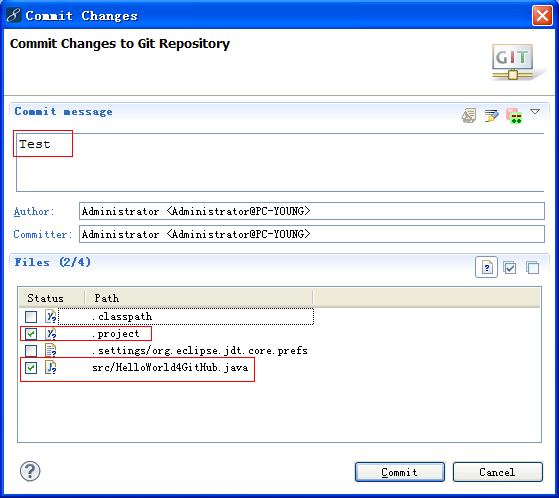 Commit Changes
Commit Changes to Git Repository
GIT
Commit message
Test
Author: Administrator <Administrator@PC-YOUNG>
Committer: Administrator <Administrator@PC-YOUNG>
Files (2/4)
Status Path
.classpath
.project
.settings/org.eclipse.jdt.core.prefs
src/HelloWorld4GitHub.java
Commit Cancel